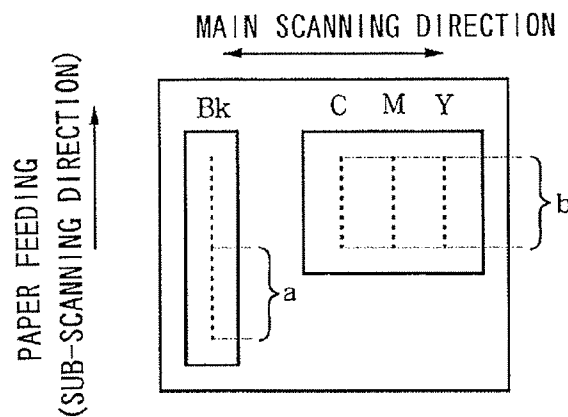 MAIN SCANNING DIRECTION
Bk C M Y
PAPER FEEDING
(SUB-SCANNING DIRECTION)
b
a